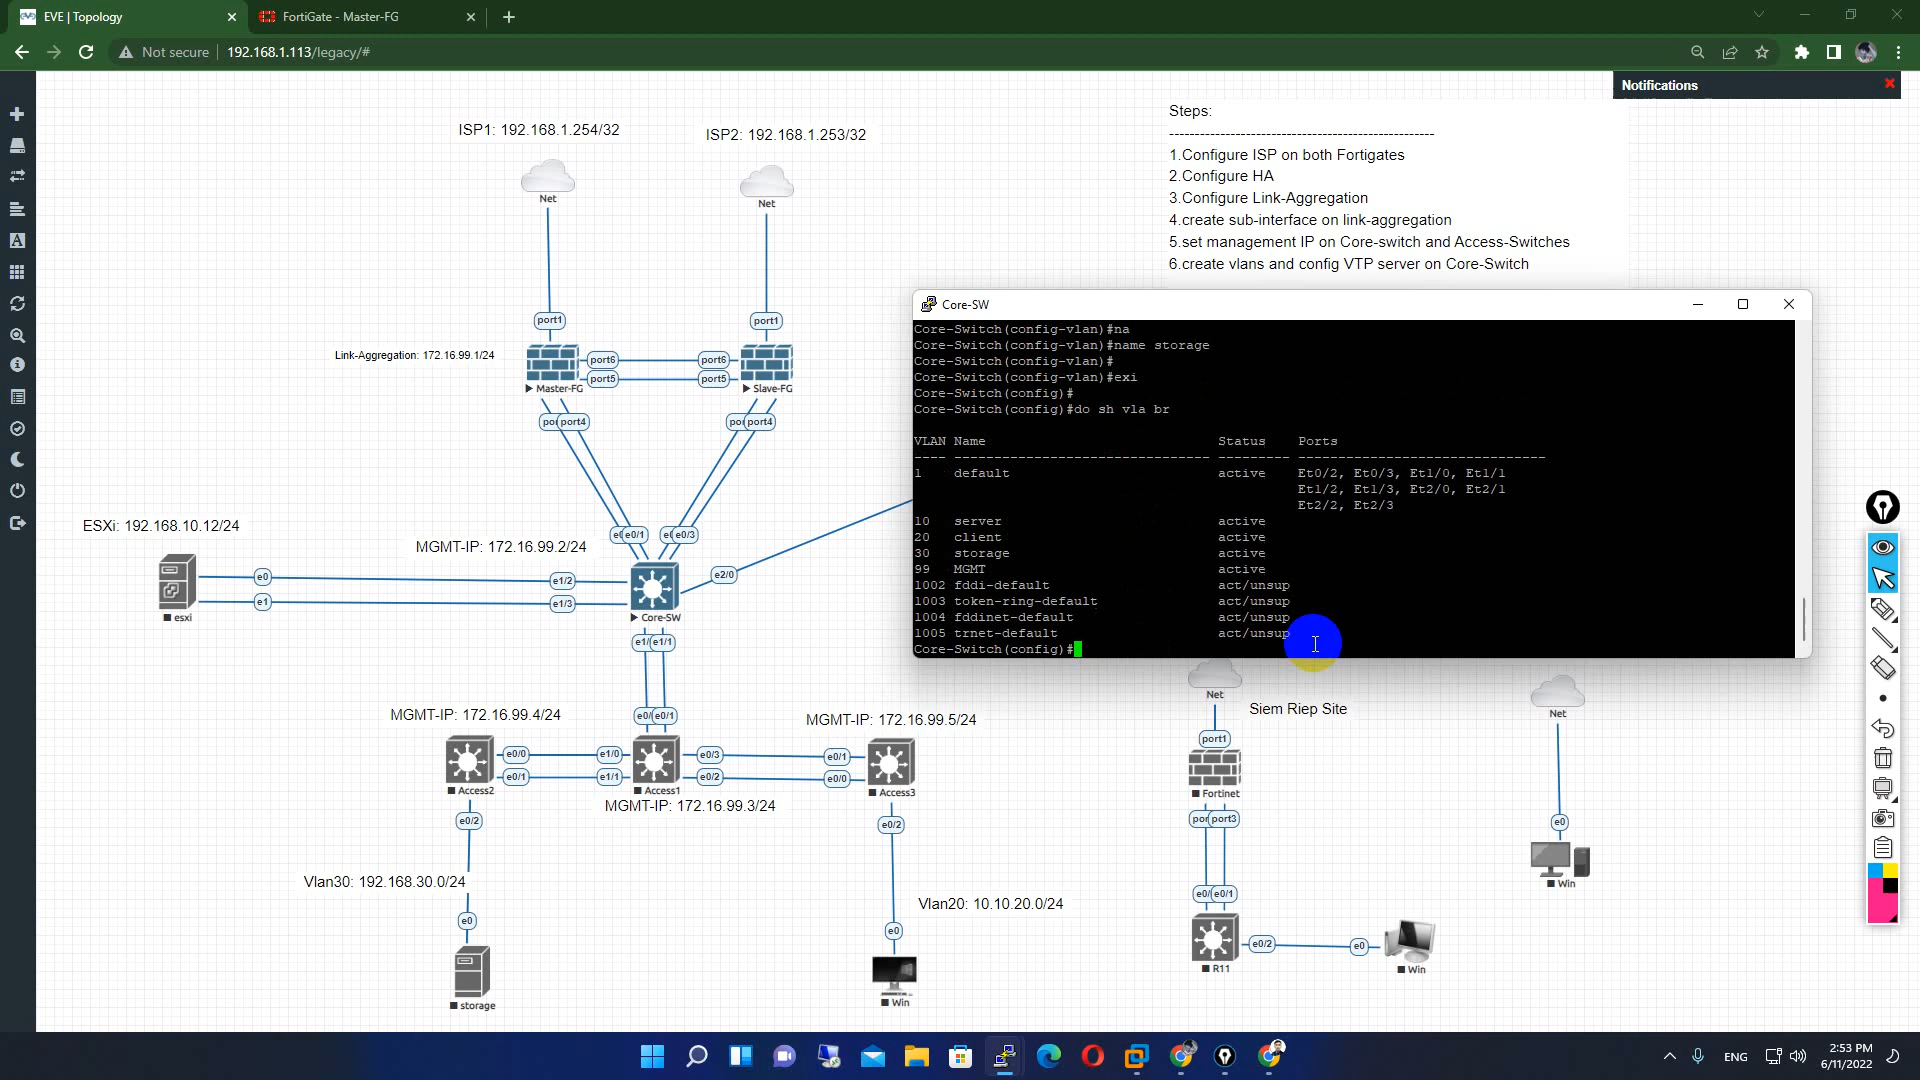 EVE | Topology
FortiGate - Master-FG
Not secure
192.168.1.113/legacy/#
Notifications
Steps:
-----------------------------------------------------
1.Configure ISP on both Fortigates
2.Configure HA
3.Configure Link-Aggregation
4.create sub-interface on link-aggregation
5.set management IP on Core-switch and Access-Switches
6.create vlans and config VTP server on Core-Switch
ISP1: 192.168.1.254/32
ISP2: 192.168.1.253/32
Net
Net
port1
port1
Link-Aggregation: 172.16.99.1/24
port6
port6
port5
port5
Master-FG
Slave-FG
port4
port4
Core-SW
Core-Switch(config-vlan)#na
Core-Switch(config-vlan)#name storage
Core-Switch(config-vlan)#
Core-Switch(config-vlan)#exi
Core-Switch(config)#
Core-Switch(config)#do sh vla br
VLAN Name Status Ports
---- -------------------------------- --------- -------------------------------
1 default active Et0/2, Et0/3, Et1/0, Et1/1
Et1/2, Et1/3, Et2/0, Et2/1
Et2/2, Et2/3
10 server active
20 client active
30 storage active
99 MGMT active
1002 fddi-default act/unsup
1003 token-ring-default act/unsup
1004 fddinet-default act/unsup
1005 trnet-default act/unsup
Core-Switch(config)#
ESXi: 192.168.10.12/24
MGMT-IP: 172.16.99.2/24
e0/1
e0/3
e0
e1/2
e2/0
e1
e1/3
esxi
Core-SW
e1/1
MGMT-IP: 172.16.99.4/24
e0/1
MGMT-IP: 172.16.99.5/24
e0/0
e1/0
e0/3
e0/1
e0/1
e1/1
e0/2
e0/0
Access2
Access1
Access3
MGMT-IP: 172.16.99.3/24
e0/2
e0/2
Vlan30: 192.168.30.0/24
Vlan20: 10.10.20.0/24
e0
e0
storage
Win
Net
Siem Riep Site
port1
Fortinet
port3
e0/1
R11
e0/2
e0
Win
Net
e0
Win
ENG
2:53 PM
6/11/2022